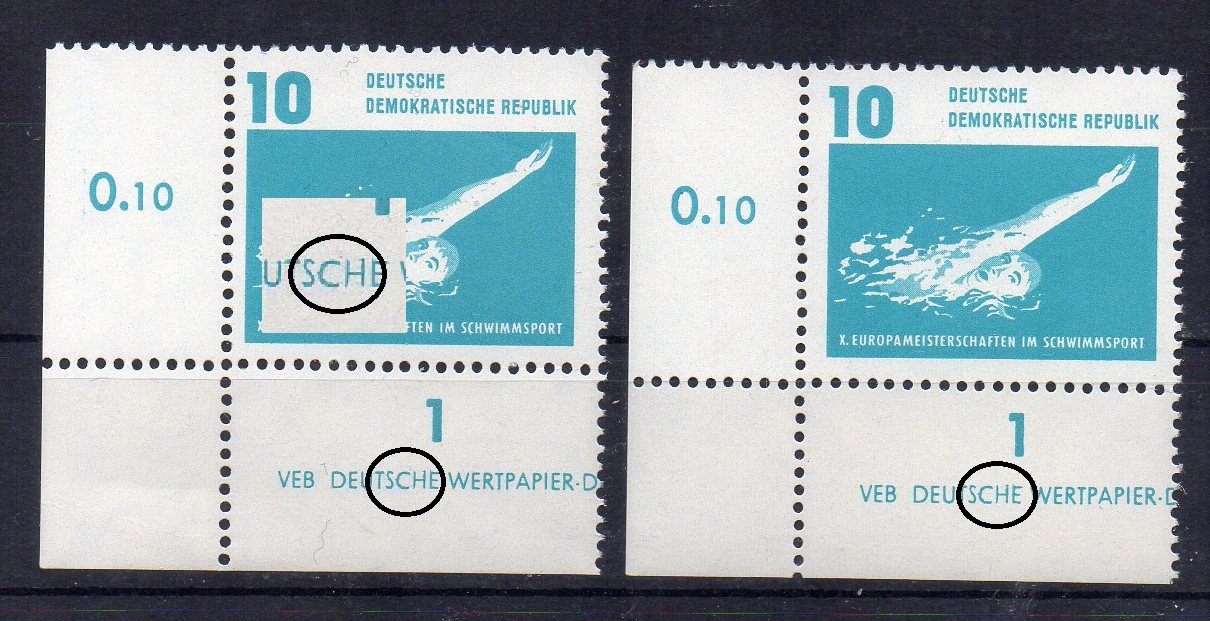 10
DEUTSCHE
DEMOKRATISCHE REPUBLIK
0.10
UTSCHE
FTEN IM SCHWIMMSPORT
1
VEB DEUTSCHE WERTPAPIER-D
10
DEUTSCHE
DEMOKRATISCHE REPUBLIK
0.10
X. EUROPAMEISTERSCHAFTEN IM SCHWIMMSPORT
1
VEB DEUTSCHE WERTPAPIER-D